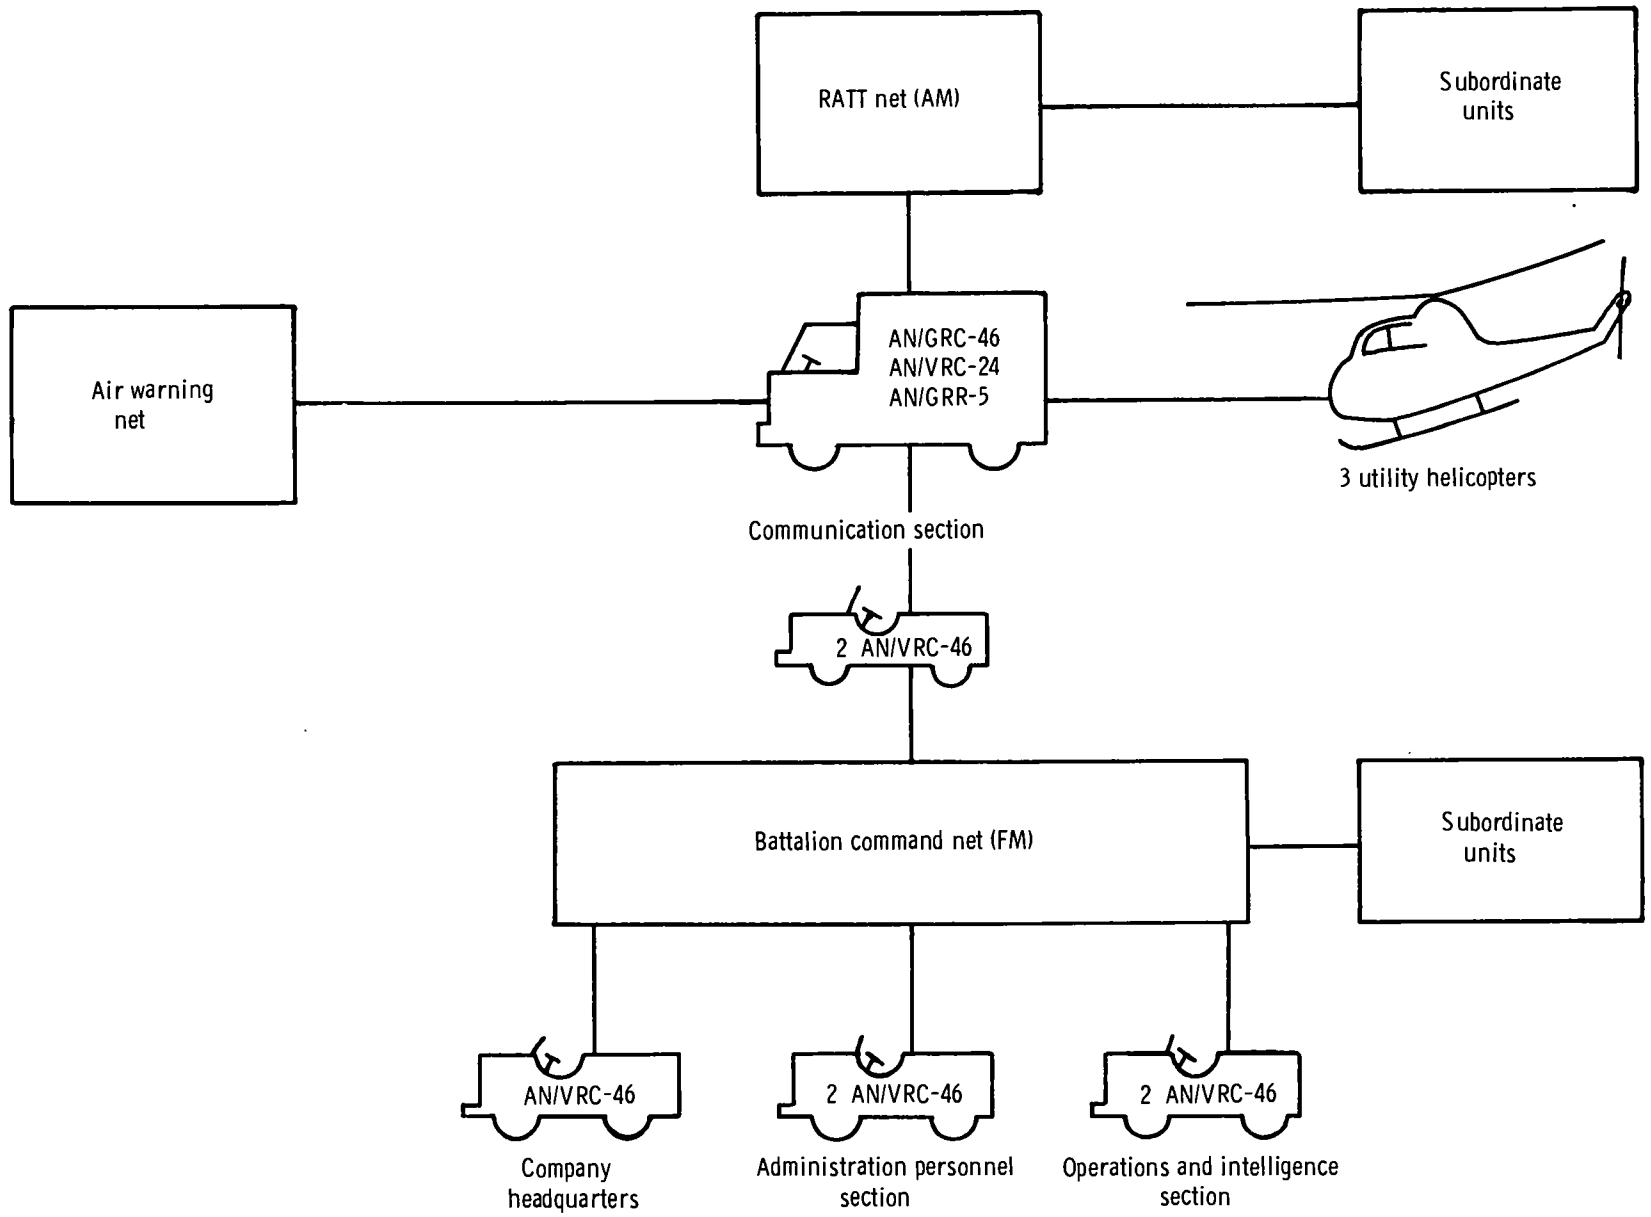 RATT net (AM)
Subordinate
units
Air warning
net
AN/GRC-46
AN/VRC-24
AN/GRR-5
3 utility helicopters
Communication section
2 AN/VRC-46
Battalion command net (FM)
Subordinate
units
AN/VRC-46
2 AN/VRC-46
2 AN/VRC-46
Company
headquarters
Administration personnel
section
Operations and intelligence
section